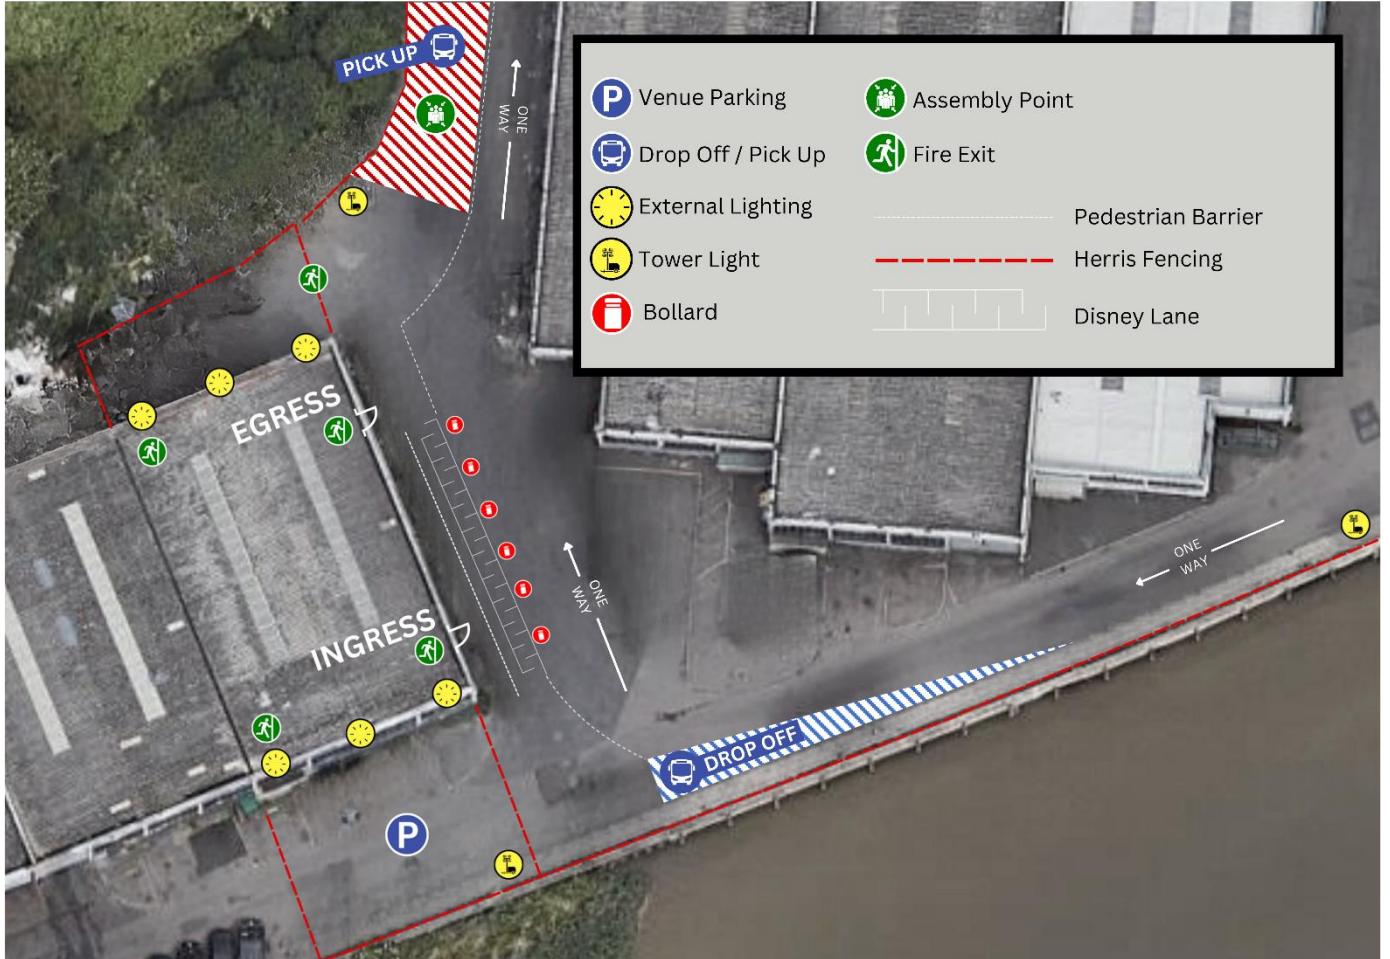 PICK UP
ONE
WAY
P Venue Parking
Assembly Point
Drop Off / Pick Up
Fire Exit
External Lighting
Pedestrian Barrier
Tower Light
Herris Fencing
Bollard
Disney Lane
EGRESS
ONE
WAY
INGRESS
ONE
WAY
DROP OFF
P